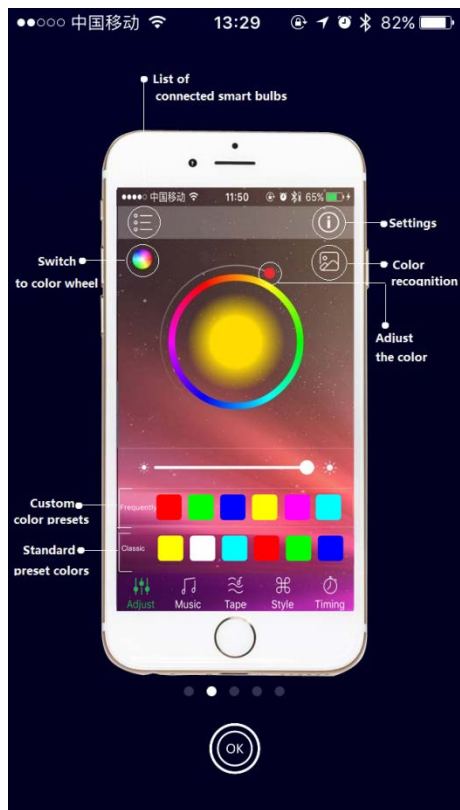 中国移动 13:29 82%
List of
connected smart bulbs
中国移动 11:50 65%
Settings
Switch
to color wheel
Color
recognition
Adjust
the color
Custom
color presets
Frequently
Standard
preset colors
Classic
Adjust Music Tape Style Timing
OK